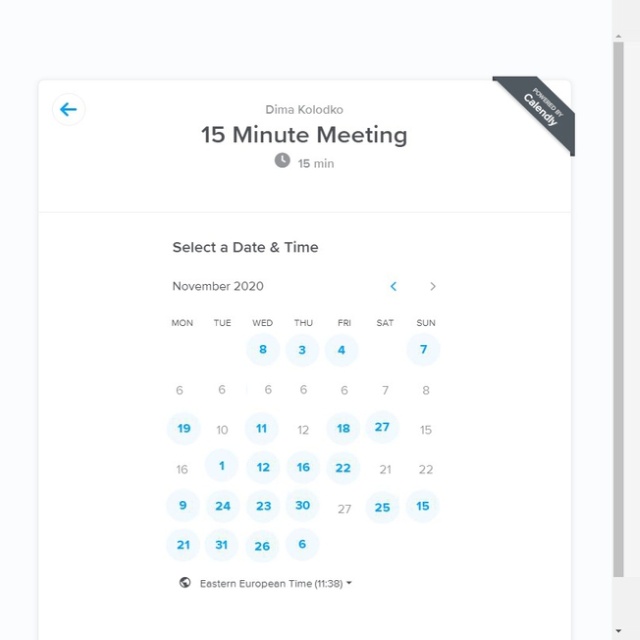 Dima Kolodko
POWERED BY
Calendly
15 Minute Meeting
15 min
Select a Date & Time
November 2020
MON TUE WED THU FRI SAT SUN
8 3 4 7
6 6 6 6 6 7 8
19 10 11 12 18 27 15
16 1 12 16 22 21 22
9 24 23 30 27 25 15
21 31 26 6
Eastern European Time (11:38)